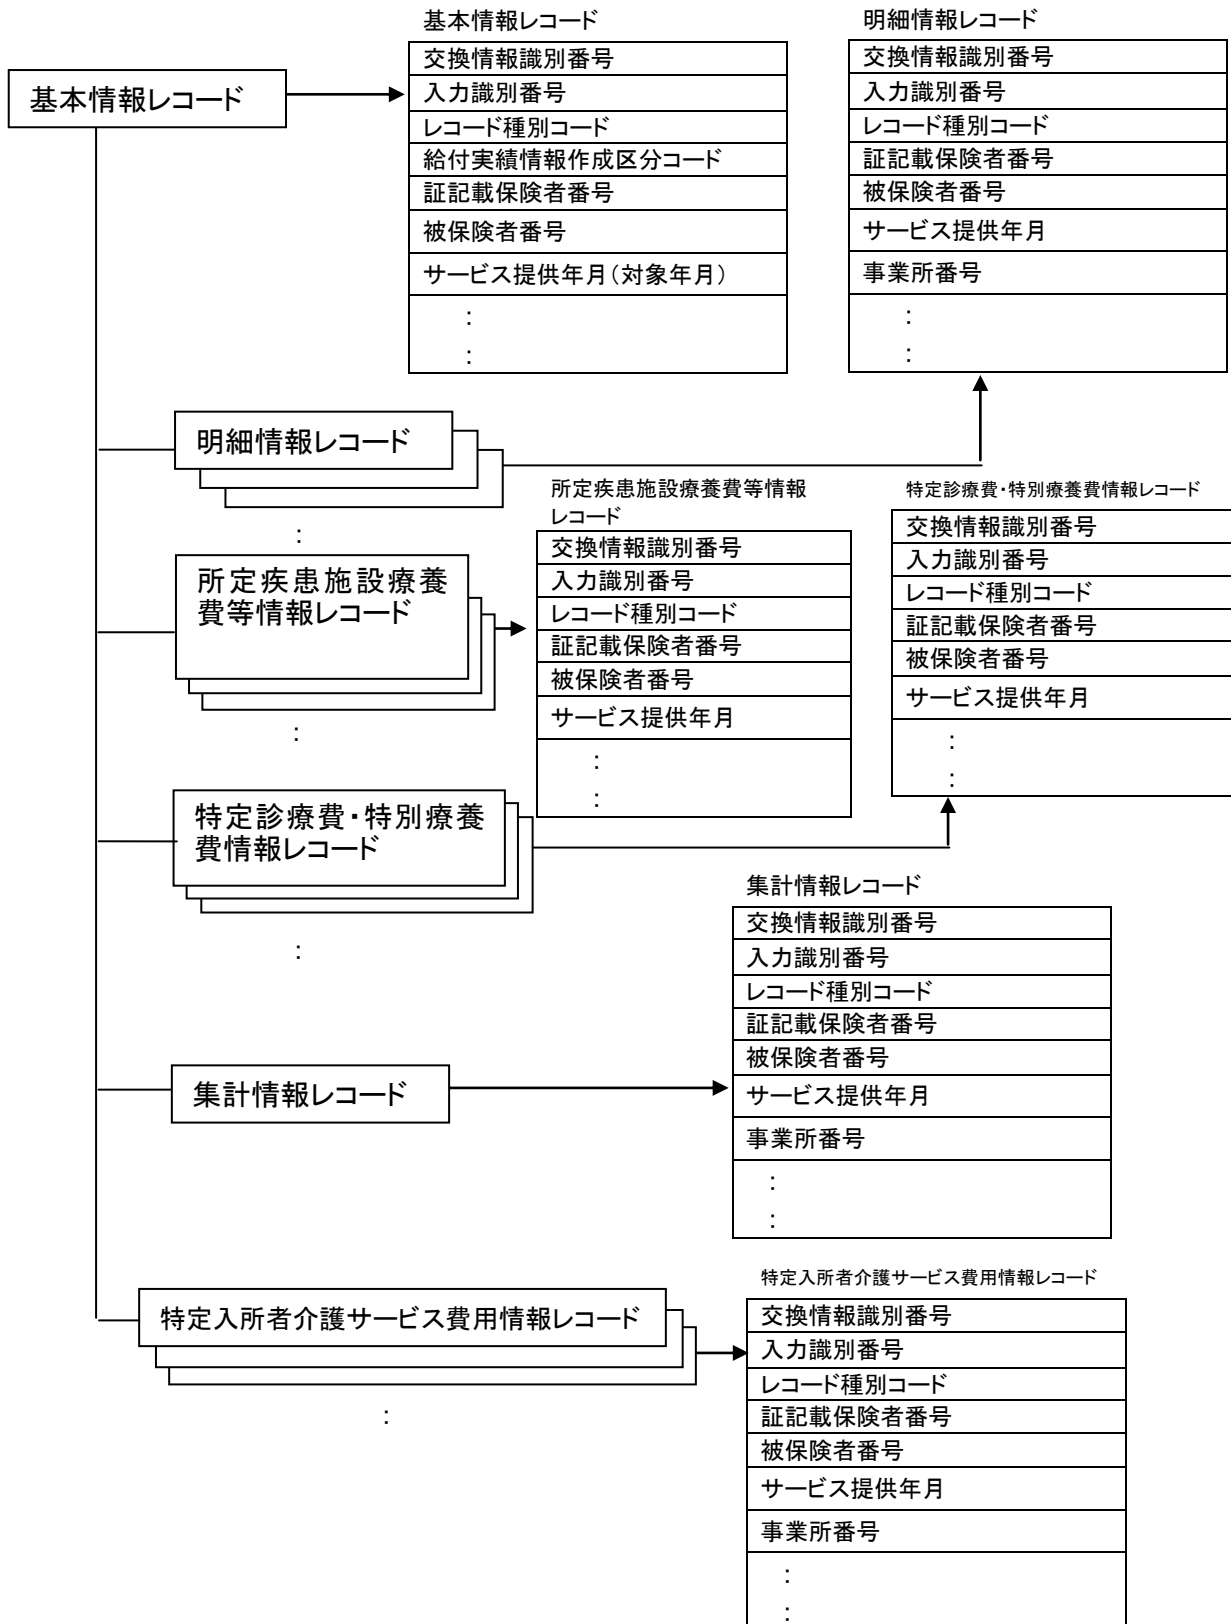 基本情報レコード
基本情報レコード
交換情報識別番号
入力識別番号
レコード種別コード
給付実績情報作成区分コード
証記載保険者番号
被保険者番号
サービス提供年月(対象年月)
:
:
明細情報レコード
交換情報識別番号
入力識別番号
レコード種別コード
証記載保険者番号
被保険者番号
サービス提供年月
事業所番号
:
:
明細情報レコード
:
所定疾患施設療養費等情報
レコード
交換情報識別番号
入力識別番号
レコード種別コード
証記載保険者番号
被保険者番号
サービス提供年月
:
:
特定診療費・特別療養費情報レコード
交換情報識別番号
入力識別番号
レコード種別コード
証記載保険者番号
被保険者番号
サービス提供年月
:
:
所定疾患施設療養
費等情報レコード
:
特定診療費・特別療養
費情報レコード
:
集計情報レコード
交換情報識別番号
入力識別番号
レコード種別コード
証記載保険者番号
被保険者番号
サービス提供年月
事業所番号
:
:
集計情報レコード
特定入所者介護サービス費用情報レコード
:
特定入所者介護サービス費用情報レコード
交換情報識別番号
入力識別番号
レコード種別コード
証記載保険者番号
被保険者番号
サービス提供年月
事業所番号
:
: